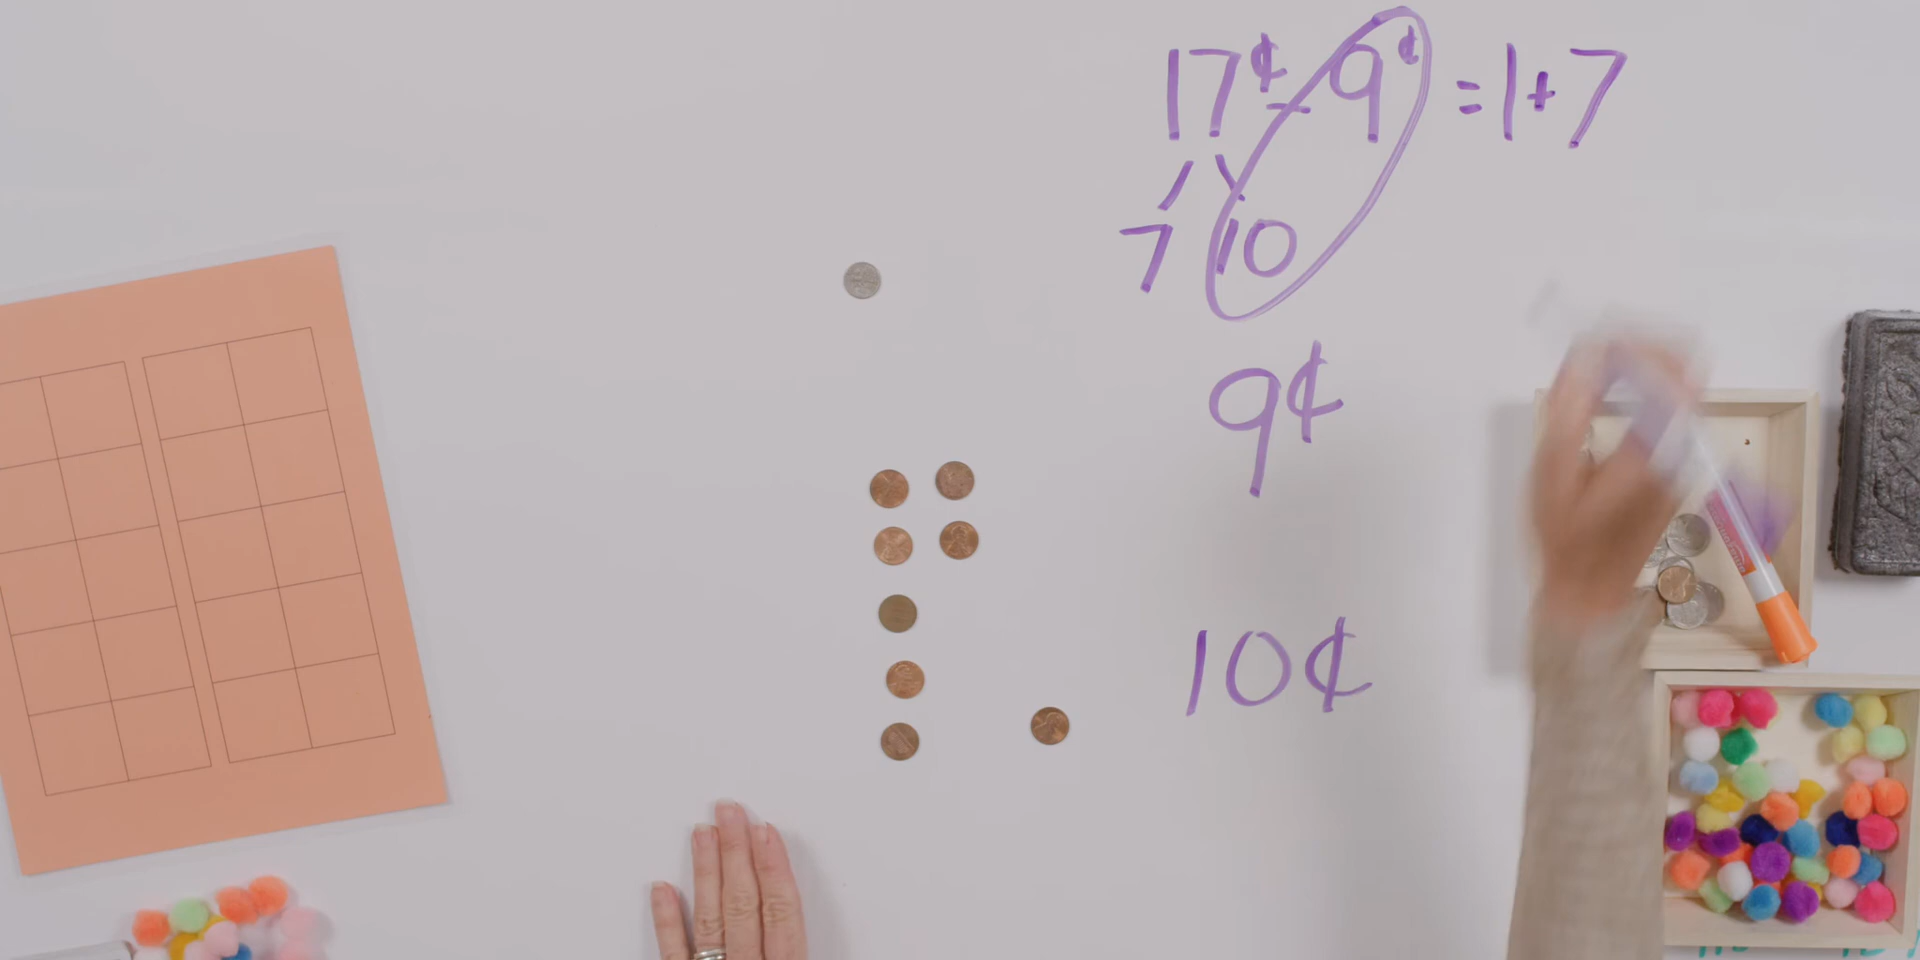 17¢ - 9¢ = 1 + 7
7 10
9¢
10¢